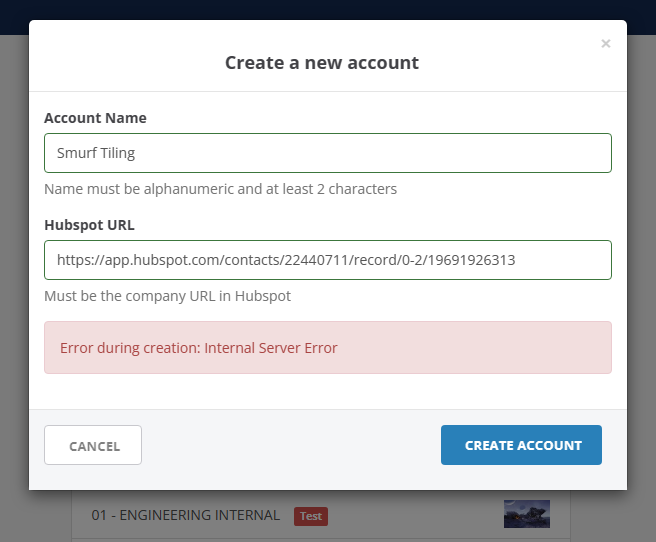 ×
Create a new account
Account Name
Smurf Tiling
Name must be alphanumeric and at least 2 characters
Hubspot URL
https://app.hubspot.com/contacts/22440711/record/0-2/19691926313
Must be the company URL in Hubspot
Error during creation: Internal Server Error
CANCEL
CREATE ACCOUNT
01 - ENGINEERING INTERNAL Test